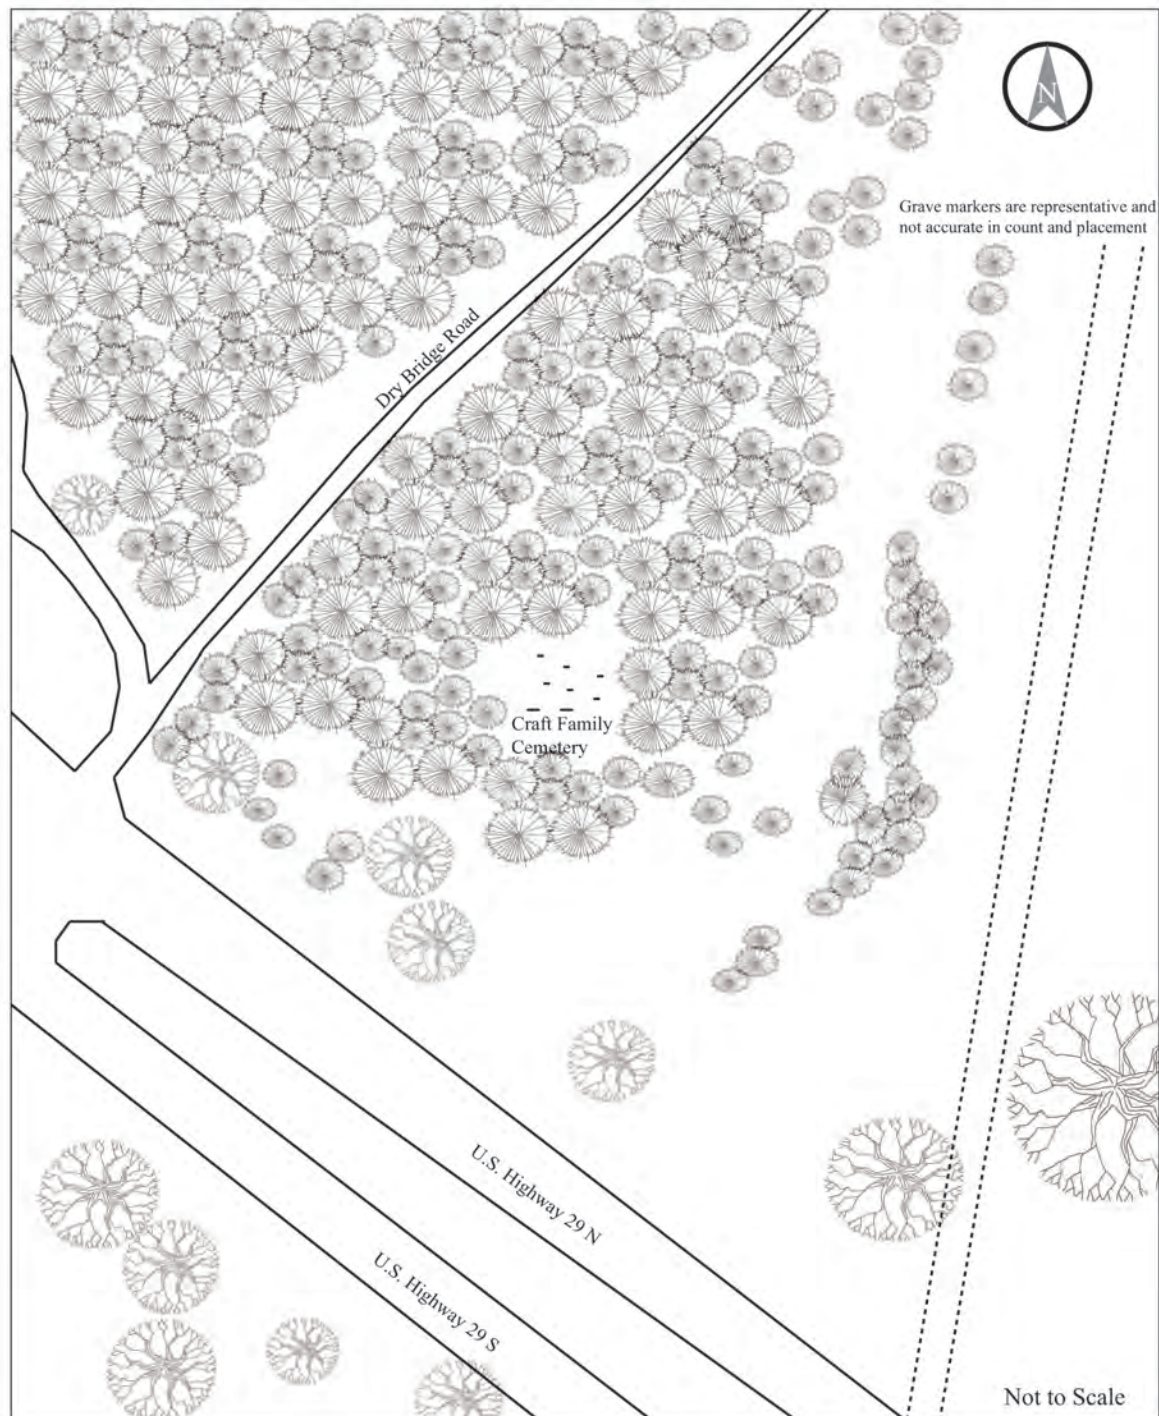 N
Grave markers are representative and
not accurate in count and placement
Dry Bridge Road
Craft Family
Cemetery
U.S. Highway 29 N
U.S. Highway 29 S
Not to Scale